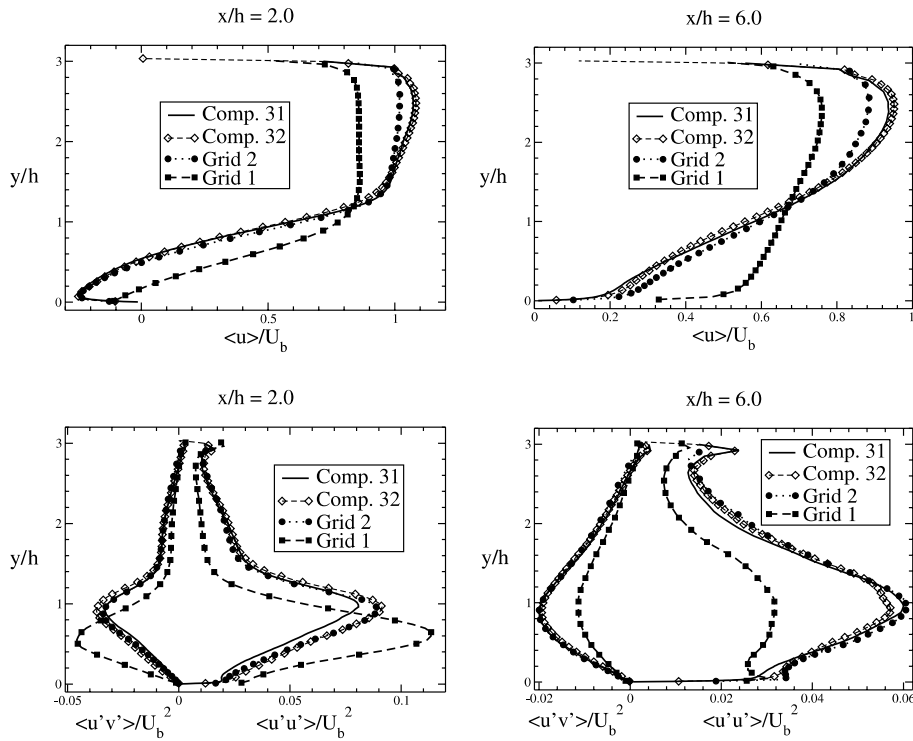 x/h = 2.0
3
2
y/h
1
0
Comp. 31
Comp. 32
Grid 2
Grid 1
0 0.5 1
<u>/U_b
x/h = 6.0
3
2
y/h
1
0
Comp. 31
Comp. 32
Grid 2
Grid 1
0 0.2 0.4 0.6 0.8 1
<u>/U_b
x/h = 2.0
3
2
y/h
1
0
Comp. 31
Comp. 32
Grid 2
Grid 1
-0.05 0 0.05 0.1
<u'v'>/U_b^2 <u'u'>/U_b^2
x/h = 6.0
3
2
y/h
1
0
Comp. 31
Comp. 32
Grid 2
Grid 1
-0.02 0 0.02 0.04 0.06
<u'v'>/U_b^2 <u'u'>/U_b^2